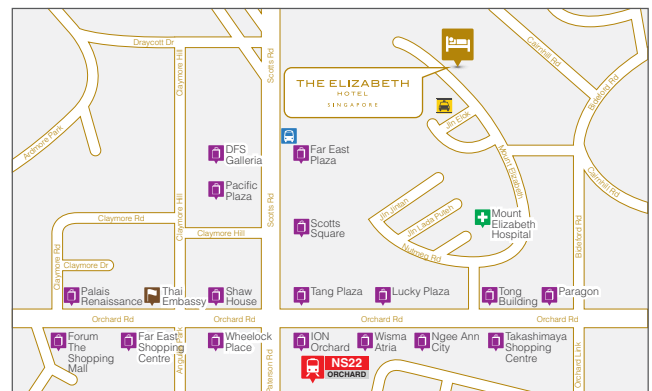 Draycott Dr
Claymore Hill
Scotts Rd
Cairnhill Rd
Bideford Rd
THE ELIZABETH
HOTEL
SINGAPORE
Ardmore Park
Jln Elok
DFS
Galleria
Far East
Plaza
Mount Elizabeth
Cairnhill Rd
Pacific
Plaza
Claymore Hill
Scotts Rd
Claymore Rd
Claymore Hill
Scotts
Square
Jln Jintan
Jln Lada Puteh
Nutmeg Rd
Mount
Elizabeth
Hospital
Bideford Rd
Claymore Rd
Claymore Dr
Palais
Renaissance
Thai
Embassy
Shaw
House
Tang Plaza
Lucky Plaza
Tong
Building
Paragon
Orchard Rd
Orchard Rd
Orchard Rd
Orchard Rd
Forum
The
Shopping
Mall
Far East
Shopping
Centre
Wheelock
Place
ION
Orchard
Wisma
Atria
Ngee Ann
City
Takashimaya
Shopping
Centre
Orchard Link
NS22
ORCHARD